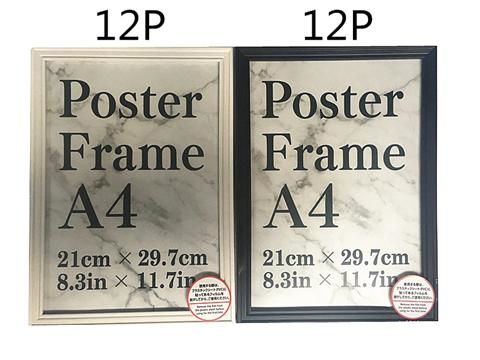 12P
12P
Poster
Frame
A4
21cm × 29.7cm
8.3in × 11.7in
Poster
Frame
A4
21cm × 29.7cm
8.3in × 11.7in